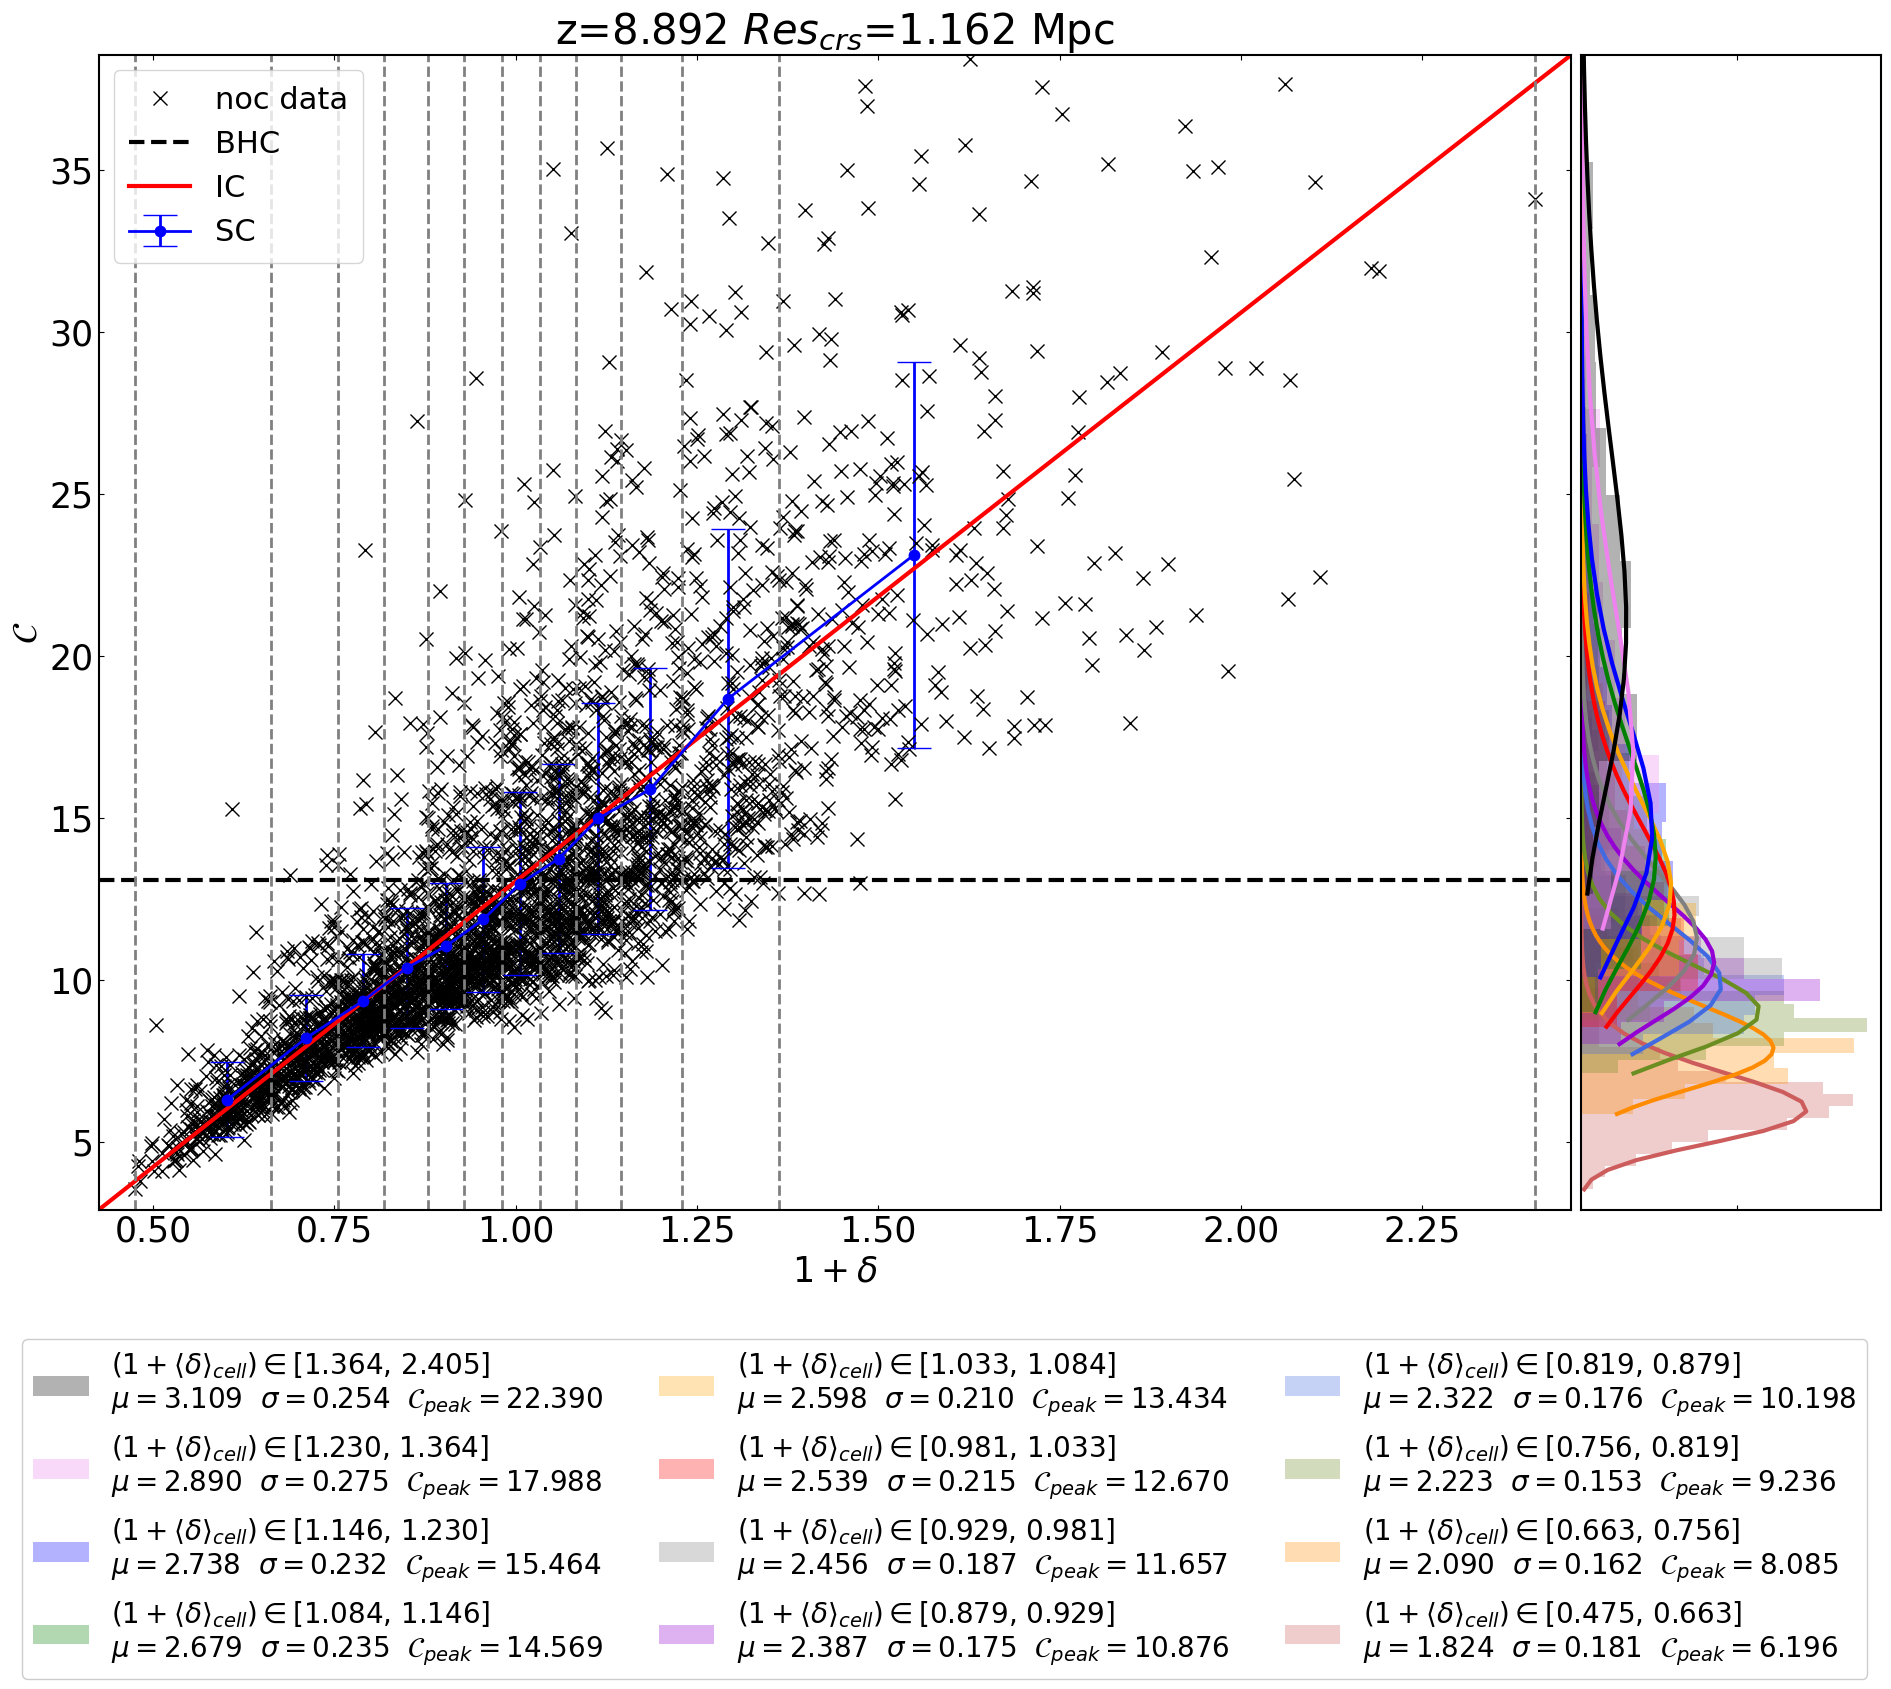 z=8.892 Res_crs=1.162 Mpc
noc data
BHC
IC
SC
35
30
25
20
15
10
5
𝒞
0.50 0.75 1.00 1.25 1.50 1.75 2.00 2.25
1 + δ
(1 + ⟨δ⟩_cell) ∈ [1.364, 2.405]
μ = 3.109 σ = 0.254 𝒞_peak = 22.390
(1 + ⟨δ⟩_cell) ∈ [1.230, 1.364]
μ = 2.890 σ = 0.275 𝒞_peak = 17.988
(1 + ⟨δ⟩_cell) ∈ [1.146, 1.230]
μ = 2.738 σ = 0.232 𝒞_peak = 15.464
(1 + ⟨δ⟩_cell) ∈ [1.084, 1.146]
μ = 2.679 σ = 0.235 𝒞_peak = 14.569
(1 + ⟨δ⟩_cell) ∈ [1.033, 1.084]
μ = 2.598 σ = 0.210 𝒞_peak = 13.434
(1 + ⟨δ⟩_cell) ∈ [0.981, 1.033]
μ = 2.539 σ = 0.215 𝒞_peak = 12.670
(1 + ⟨δ⟩_cell) ∈ [0.929, 0.981]
μ = 2.456 σ = 0.187 𝒞_peak = 11.657
(1 + ⟨δ⟩_cell) ∈ [0.879, 0.929]
μ = 2.387 σ = 0.175 𝒞_peak = 10.876
(1 + ⟨δ⟩_cell) ∈ [0.819, 0.879]
μ = 2.322 σ = 0.176 𝒞_peak = 10.198
(1 + ⟨δ⟩_cell) ∈ [0.756, 0.819]
μ = 2.223 σ = 0.153 𝒞_peak = 9.236
(1 + ⟨δ⟩_cell) ∈ [0.663, 0.756]
μ = 2.090 σ = 0.162 𝒞_peak = 8.085
(1 + ⟨δ⟩_cell) ∈ [0.475, 0.663]
μ = 1.824 σ = 0.181 𝒞_peak = 6.196